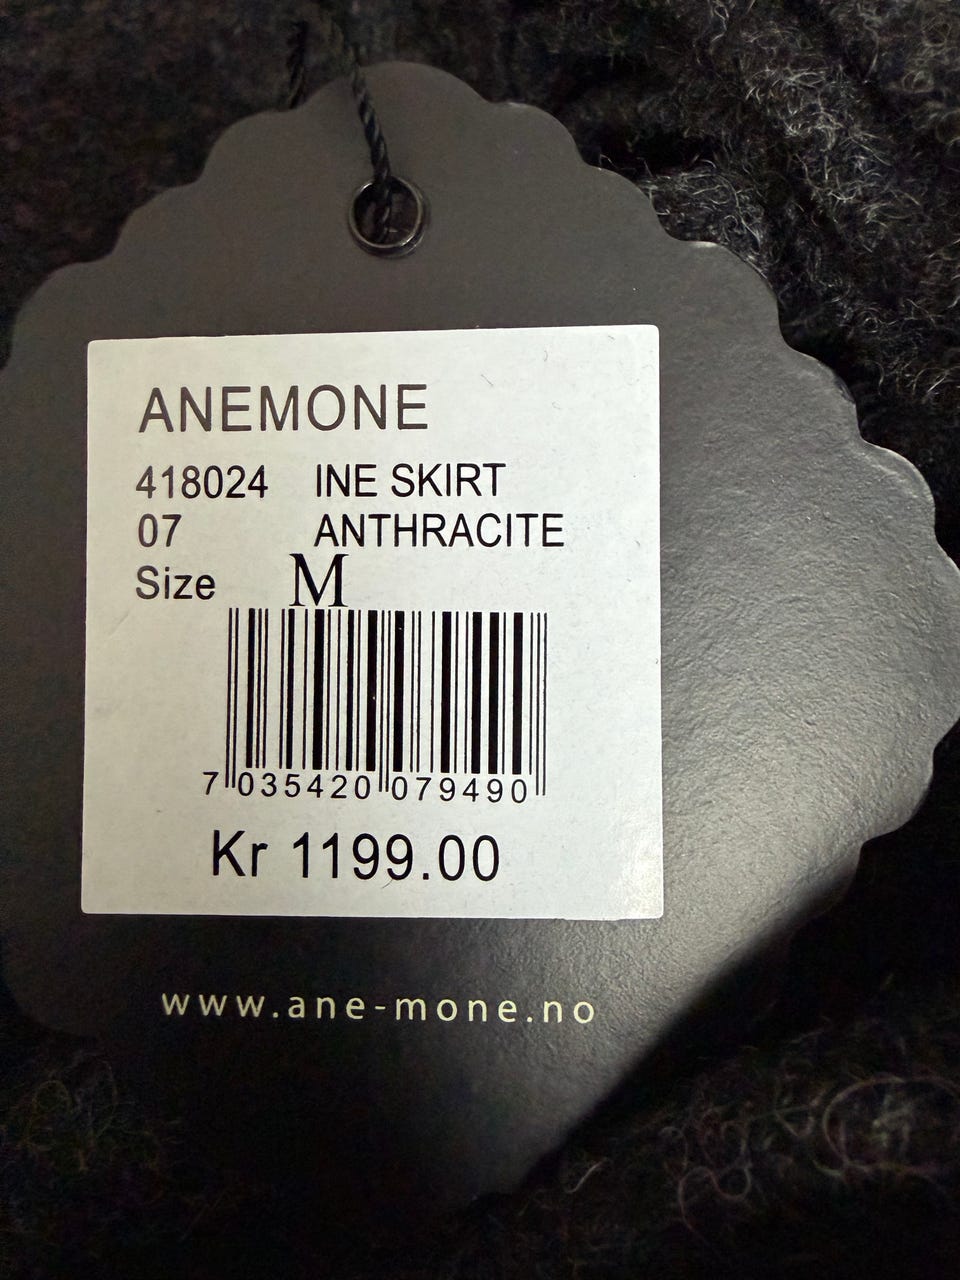 ANEMONE
418024 INE SKIRT
07 ANTHRACITE
Size M
7 035420 079490
Kr 1199.00
www.ane-mone.no